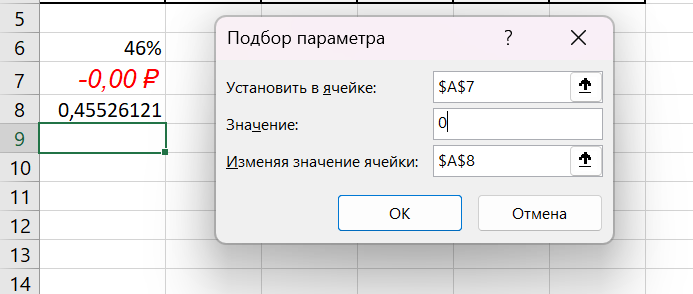 5
6 46%
Подбор параметра ?
7 -0,00 ₽
Установить в ячейке: $A$7
8 0,45526121
Значение: 0
9
Изменяя значение ячейки: $A$8
10
11
ОК Отмена
12
13
14